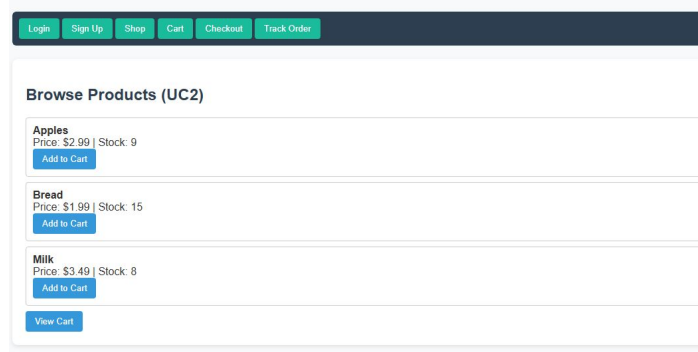 Login Sign Up Shop Cart Checkout Track Order
Browse Products (UC2)
Apples
Price: $2.99 | Stock: 9
Add to Cart
Bread
Price: $1.99 | Stock: 15
Add to Cart
Milk
Price: $3.49 | Stock: 8
Add to Cart
View Cart